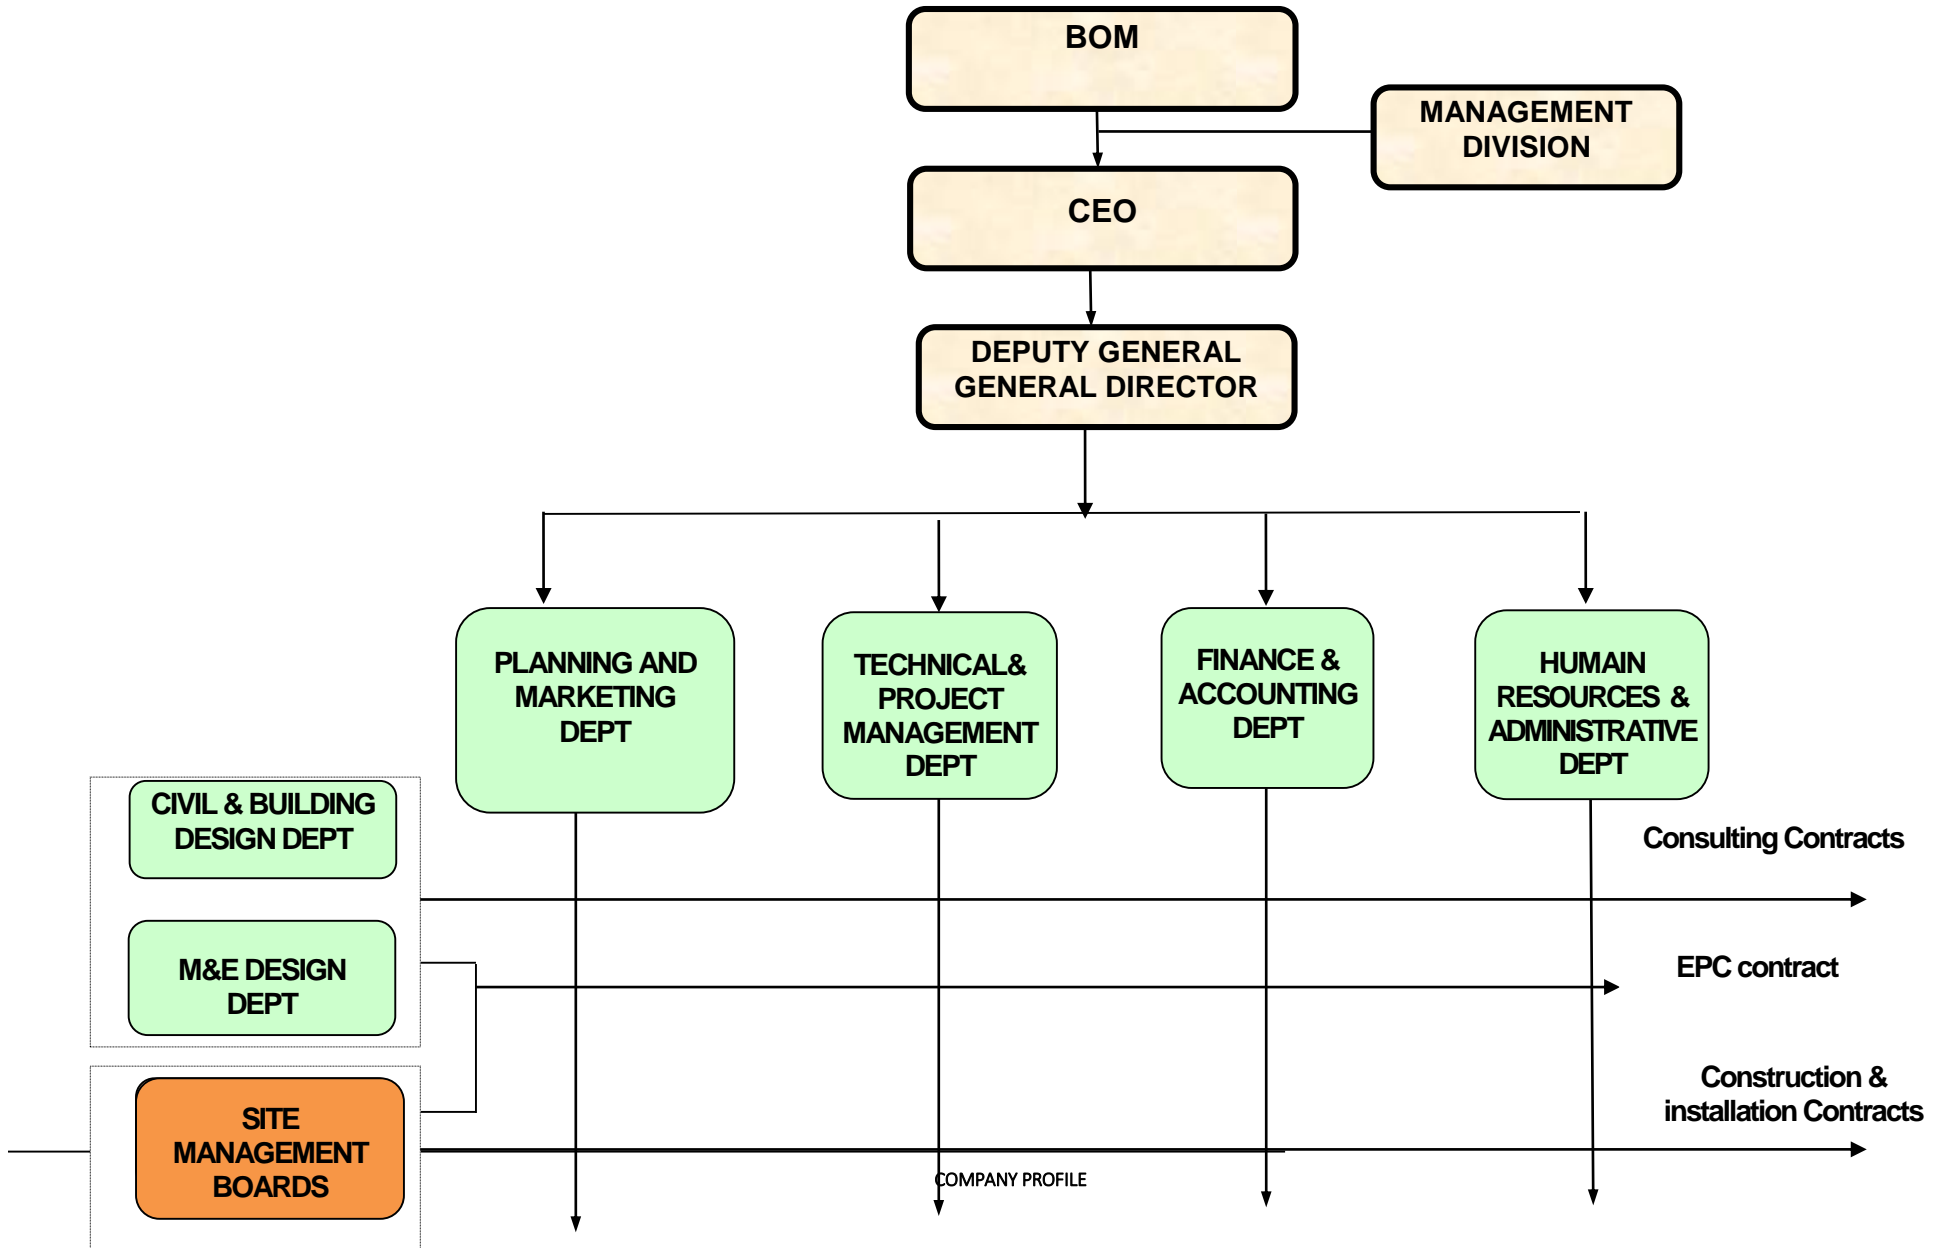 BOM
MANAGEMENT
DIVISION
CEO
DEPUTY GENERAL
GENERAL DIRECTOR
PLANNING AND
MARKETING
DEPT
TECHNICAL&
PROJECT
MANAGEMENT
DEPT
FINANCE &
ACCOUNTING
DEPT
HUMAIN
RESOURCES &
ADMINISTRATIVE
DEPT
CIVIL & BUILDING
DESIGN DEPT
Consulting Contracts
M&E DESIGN
DEPT
EPC contract
SITE
MANAGEMENT
BOARDS
Construction &
installation Contracts
COMPANY PROFILE